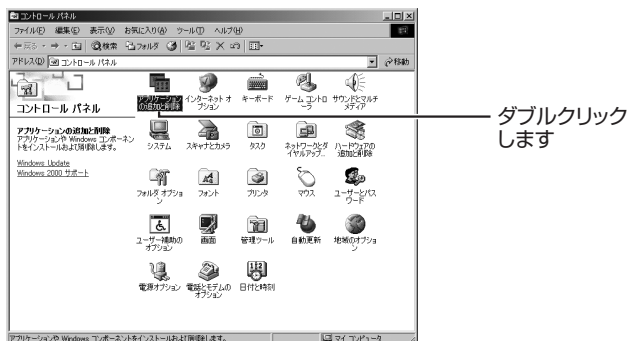 コントロール パネル
ファイル(F) 編集(E) 表示(V) お気に入り(A) ツール(T) ヘルプ(H)
戻る 検索 フォルダ
アドレス(D) コントロール パネル 移動
コントロール パネル
アプリケーションの追加と削除
アプリケーションや Windows コンポーネン
トをインストールおよび削除します。
Windows Update
Windows 2000 サポート
アプリケーション
の追加と削除
インターネット オ
プション
キーボード
ゲーム コントロ
ーラ
サウンドとマルチ
メディア
システム
スキャナとカメラ
タスク
ネットワークとダ
イヤルアップ...
ハードウェアの
追加と削除
フォルダ オプショ
ン
フォント
プリンタ
マウス
ユーザーとパス
ワード
ユーザー補助の
オプション
画面
管理ツール
自動更新
地域のオプショ
ン
電源オプション
電話とモデムの
オプション
日付と時刻
アプリケーションや Windows コンポーネントをインストールおよび削除します。
マイ コンピュータ
ダブルクリック
します